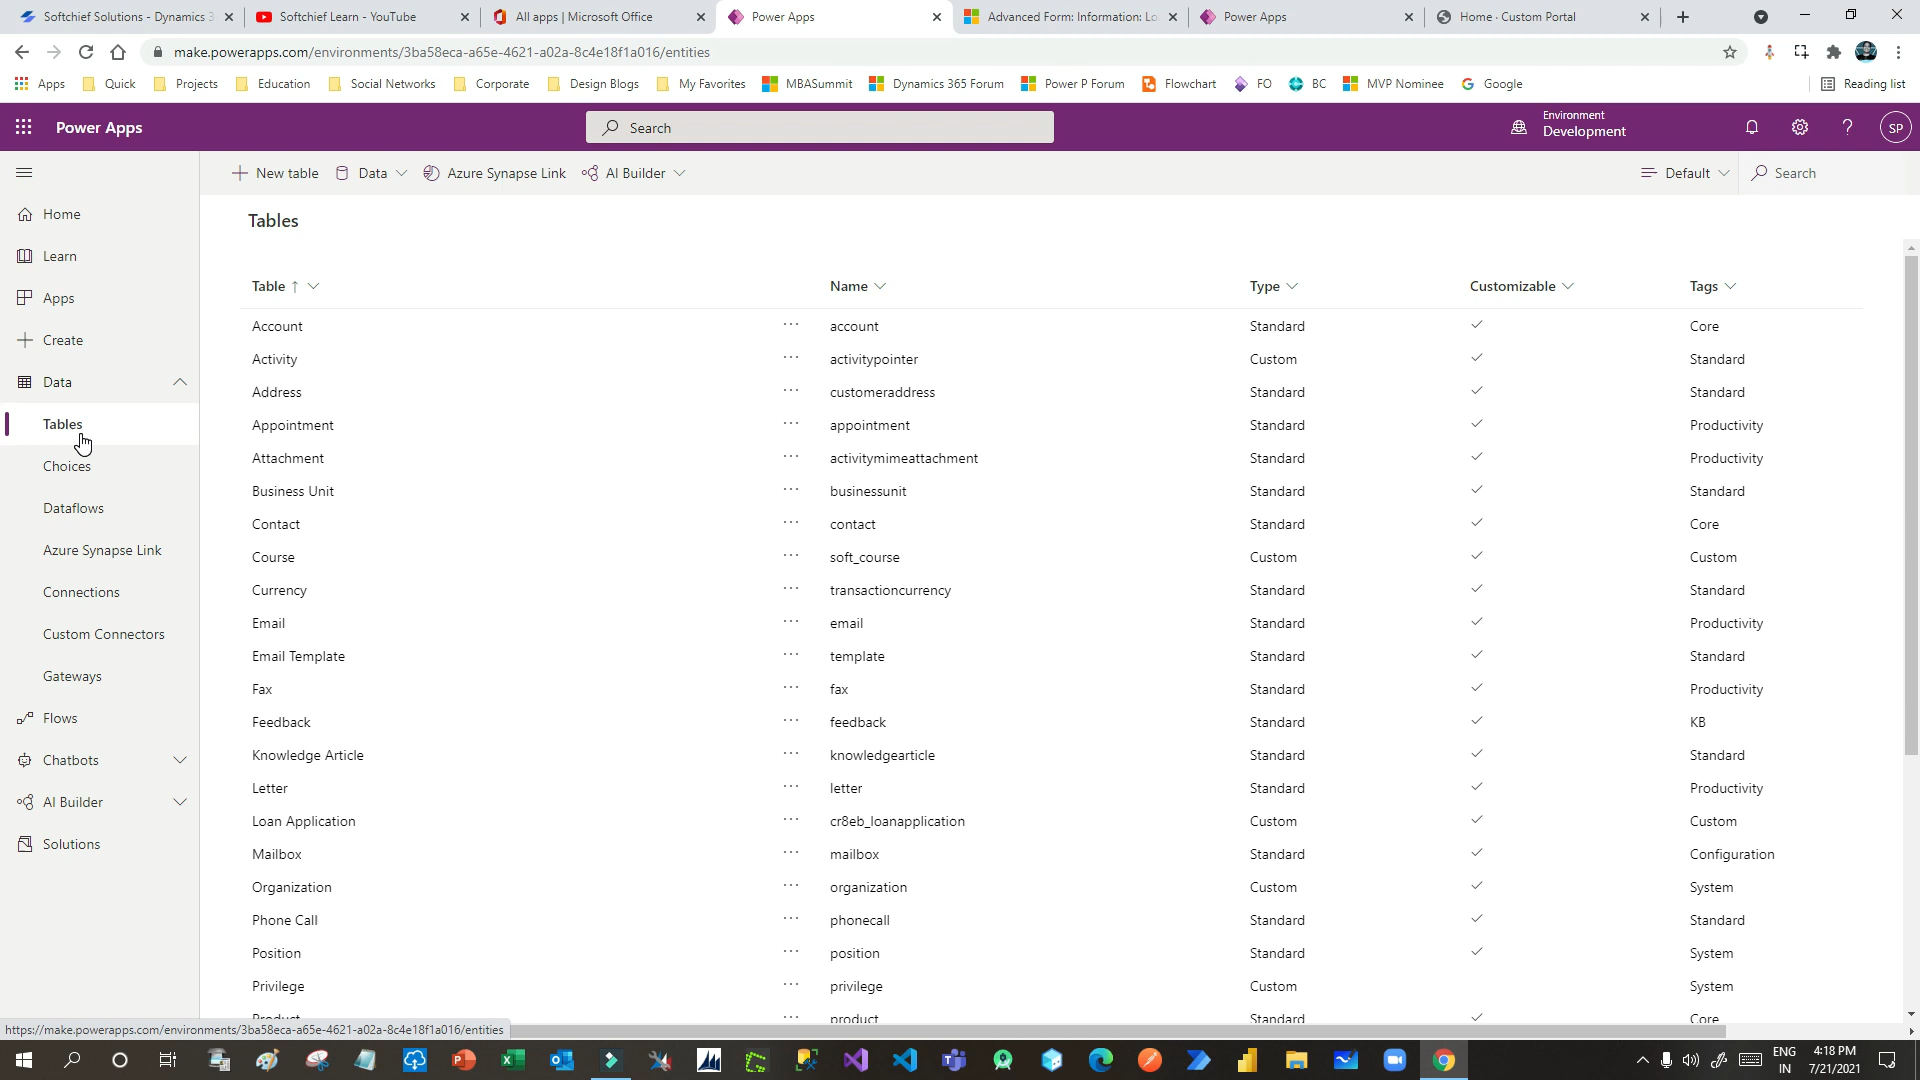 Softchief Solutions - Dynamics 3
Softchief Learn - YouTube
All apps | Microsoft Office
Power Apps
Advanced Form: Information: Lo
Power Apps
Home · Custom Portal
make.powerapps.com/environments/3ba58eca-a65e-4621-a02a-8c4e18f1a016/entities
Apps Quick Projects Education Social Networks Corporate Design Blogs My Favorites MBASummit Dynamics 365 Forum Power P Forum Flowchart FO BC MVP Nominee Google Reading list
Power Apps
Search
Environment
Development
SP
New table Data Azure Synapse Link AI Builder Default Search
Home
Learn
Apps
Create
Data
Tables
Choices
Dataflows
Azure Synapse Link
Connections
Custom Connectors
Gateways
Flows
Chatbots
AI Builder
Solutions
Tables
Table ↑ Name Type Customizable Tags
Account ··· account Standard Core
Activity ··· activitypointer Custom Standard
Address ··· customeraddress Standard Standard
Appointment ··· appointment Standard Productivity
Attachment ··· activitymimeattachment Standard Productivity
Business Unit ··· businessunit Standard Standard
Contact ··· contact Standard Core
Course ··· soft_course Custom Custom
Currency ··· transactioncurrency Standard Standard
Email ··· email Standard Productivity
Email Template ··· template Standard Standard
Fax ··· fax Standard Productivity
Feedback ··· feedback Standard KB
Knowledge Article ··· knowledgearticle Standard Standard
Letter ··· letter Standard Productivity
Loan Application ··· cr8eb_loanapplication Custom Custom
Mailbox ··· mailbox Standard Configuration
Organization ··· organization Custom System
Phone Call ··· phonecall Standard Standard
Position ··· position Standard System
Privilege ··· privilege Custom System
Product ··· product Standard Core
https://make.powerapps.com/environments/3ba58eca-a65e-4621-a02a-8c4e18f1a016/entities
ENG
IN
4:18 PM
7/21/2021